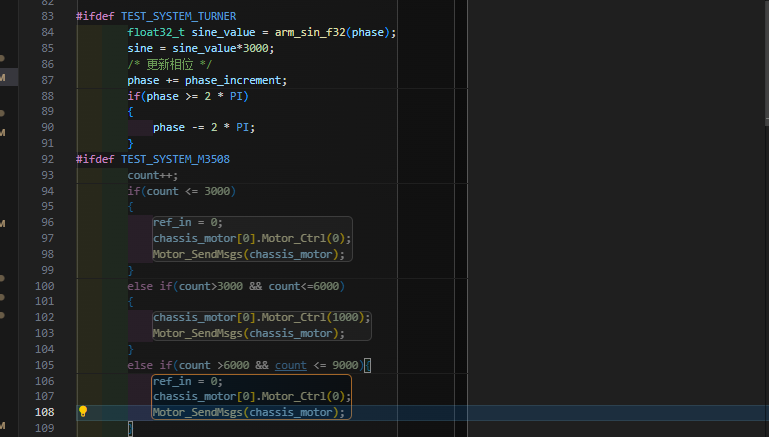 82
83 #ifdef TEST_SYSTEM_TURNER
84 float32_t sine_value = arm_sin_f32(phase);
85 sine = sine_value*3000;
86 /* 更新相位 */
87 phase += phase_increment;
88 if(phase >= 2 * PI)
89 {
90 phase -= 2 * PI;
91 }
92 #ifdef TEST_SYSTEM_M3508
93 count++;
94 if(count <= 3000)
95 {
96 ref_in = 0;
97 chassis_motor[0].Motor_Ctrl(0);
98 Motor_SendMsgs(chassis_motor);
99 }
100 else if(count>3000 && count<=6000)
101 {
102 chassis_motor[0].Motor_Ctrl(1000);
103 Motor_SendMsgs(chassis_motor);
104 }
105 else if(count >6000 && count <= 9000){
106 ref_in = 0;
107 chassis_motor[0].Motor_Ctrl(0);
108 Motor_SendMsgs(chassis_motor);
109 }
M
M
M
M